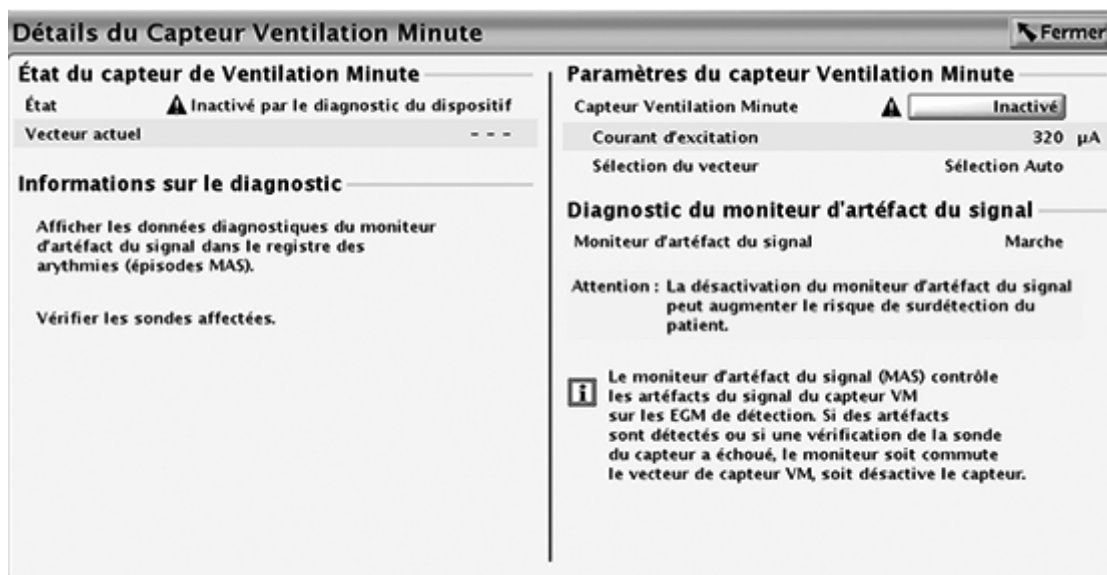 Détails du Capteur Ventilation Minute
Fermer
État du capteur de Ventilation Minute
État Inactivé par le diagnostic du dispositif
Vecteur actuel - - -
Informations sur le diagnostic
Afficher les données diagnostiques du moniteur
d'artéfact du signal dans le registre des
arythmies (épisodes MAS).
Vérifier les sondes affectées.
Paramètres du capteur Ventilation Minute
Capteur Ventilation Minute Inactivé
Courant d'excitation 320 µA
Sélection du vecteur Sélection Auto
Diagnostic du moniteur d'artéfact du signal
Moniteur d'artéfact du signal Marche
Attention : La désactivation du moniteur d'artéfact du signal
peut augmenter le risque de surdétection du
patient.
Le moniteur d'artéfact du signal (MAS) contrôle
les artéfacts du signal du capteur VM
sur les EGM de détection. Si des artéfacts
sont détectés ou si une vérification de la sonde
du capteur a échoué, le moniteur soit commute
le vecteur de capteur VM, soit désactive le capteur.